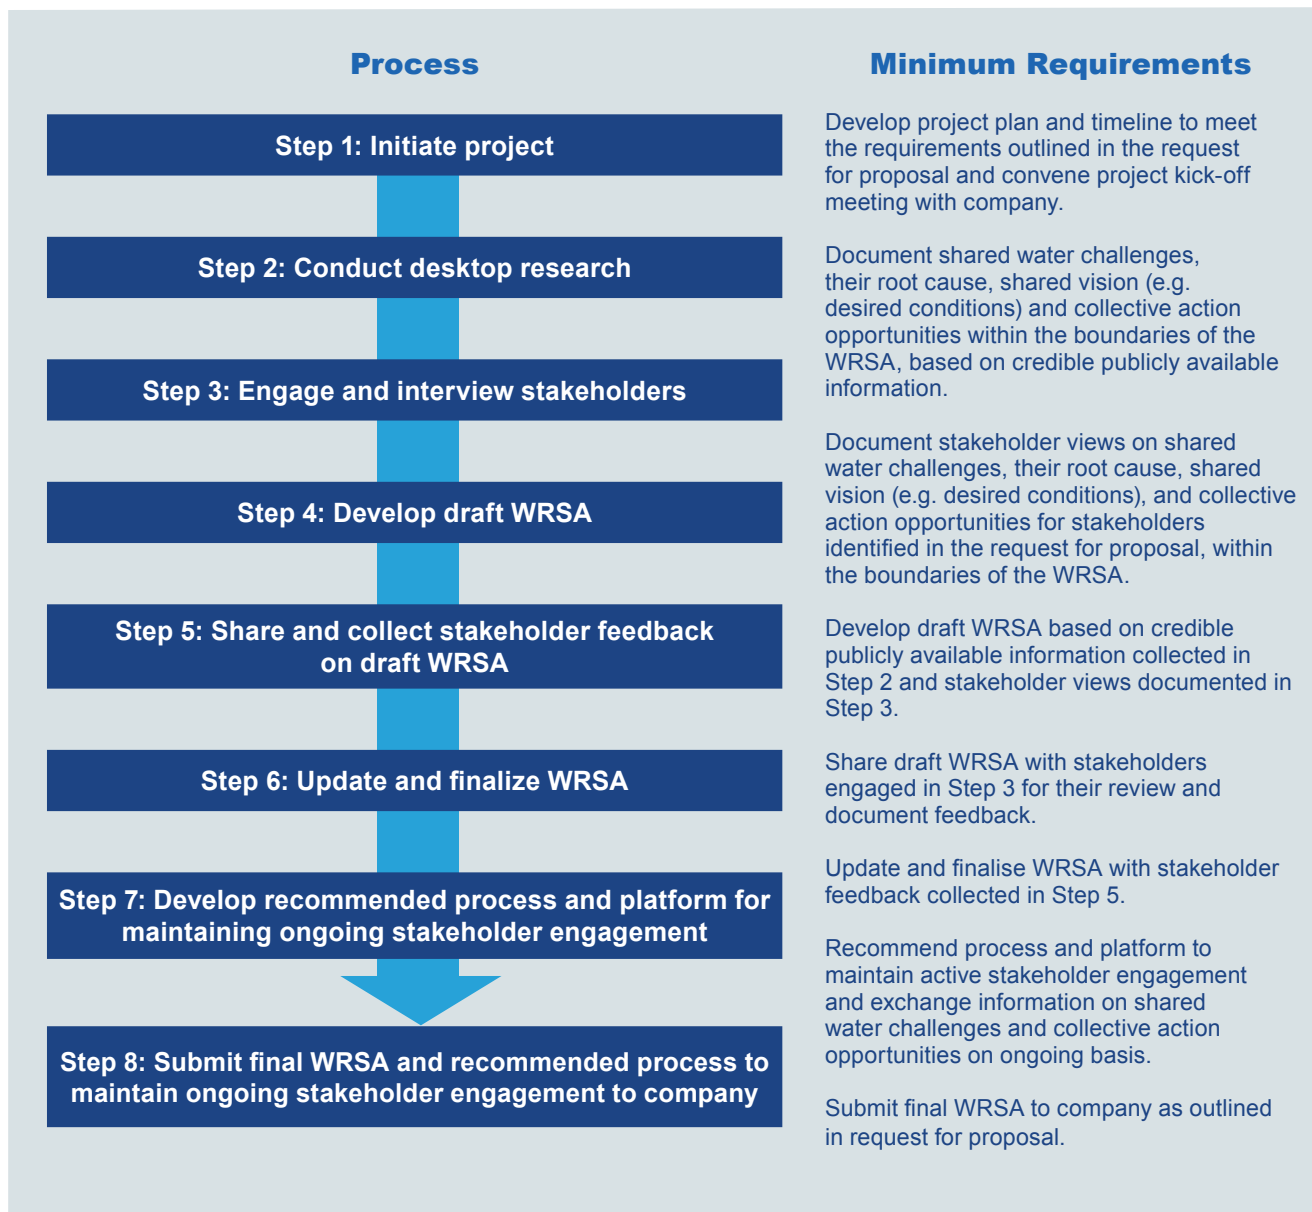 Process
Step 1: Initiate project
Step 2: Conduct desktop research
Step 3: Engage and interview stakeholders
Step 4: Develop draft WRSA
Step 5: Share and collect stakeholder feedback
on draft WRSA
Step 6: Update and finalize WRSA
Step 7: Develop recommended process and platform for
maintaining ongoing stakeholder engagement
Step 8: Submit final WRSA and recommended process to
maintain ongoing stakeholder engagement to company
Minimum Requirements
Develop project plan and timeline to meet
the requirements outlined in the request
for proposal and convene project kick-off
meeting with company.
Document shared water challenges,
their root cause, shared vision (e.g.
desired conditions) and collective action
opportunities within the boundaries of the
WRSA, based on credible publicly available
information.
Document stakeholder views on shared
water challenges, their root cause, shared
vision (e.g. desired conditions), and collective
action opportunities for stakeholders
identified in the request for proposal, within
the boundaries of the WRSA.
Develop draft WRSA based on credible
publicly available information collected in
Step 2 and stakeholder views documented in
Step 3.
Share draft WRSA with stakeholders
engaged in Step 3 for their review and
document feedback.
Update and finalise WRSA with stakeholder
feedback collected in Step 5.
Recommend process and platform to
maintain active stakeholder engagement
and exchange information on shared
water challenges and collective action
opportunities on ongoing basis.
Submit final WRSA to company as outlined
in request for proposal.